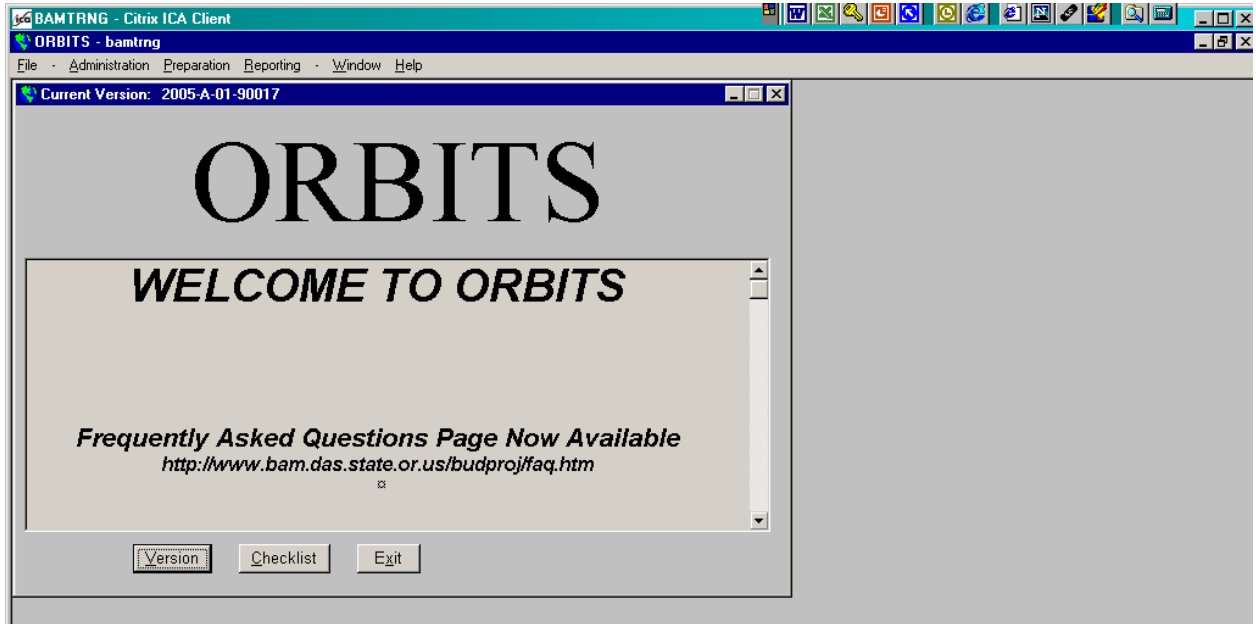 BAMTRNG - Citrix ICA Client
ORBITS - bamtrng
File - Administration Preparation Reporting - Window Help
Current Version: 2005-A-01-90017
ORBITS
WELCOME TO ORBITS
Frequently Asked Questions Page Now Available
http://www.bam.das.state.or.us/budproj/faq.htm
Version Checklist Exit